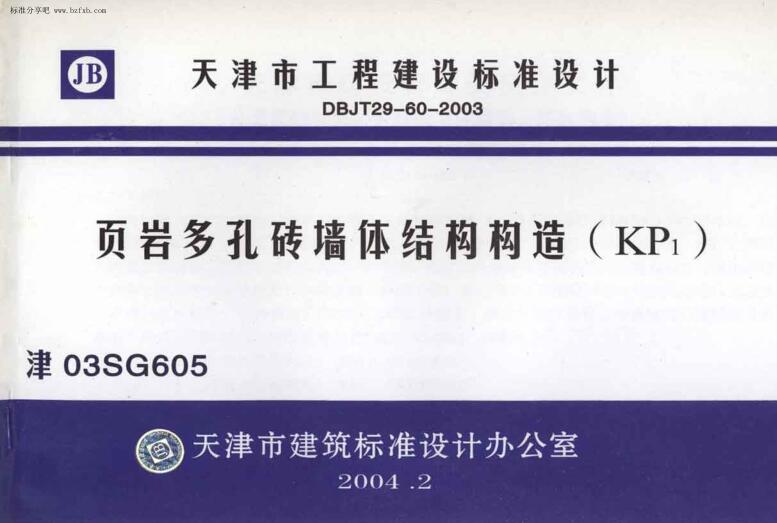 标准分享吧 www.bzfxb.com
JB
天津市工程建设标准设计
DBJT29-60-2003
页岩多孔砖墙体结构构造(KP₁)
津 03SG605
天津市建筑标准设计办公室
2004 .2